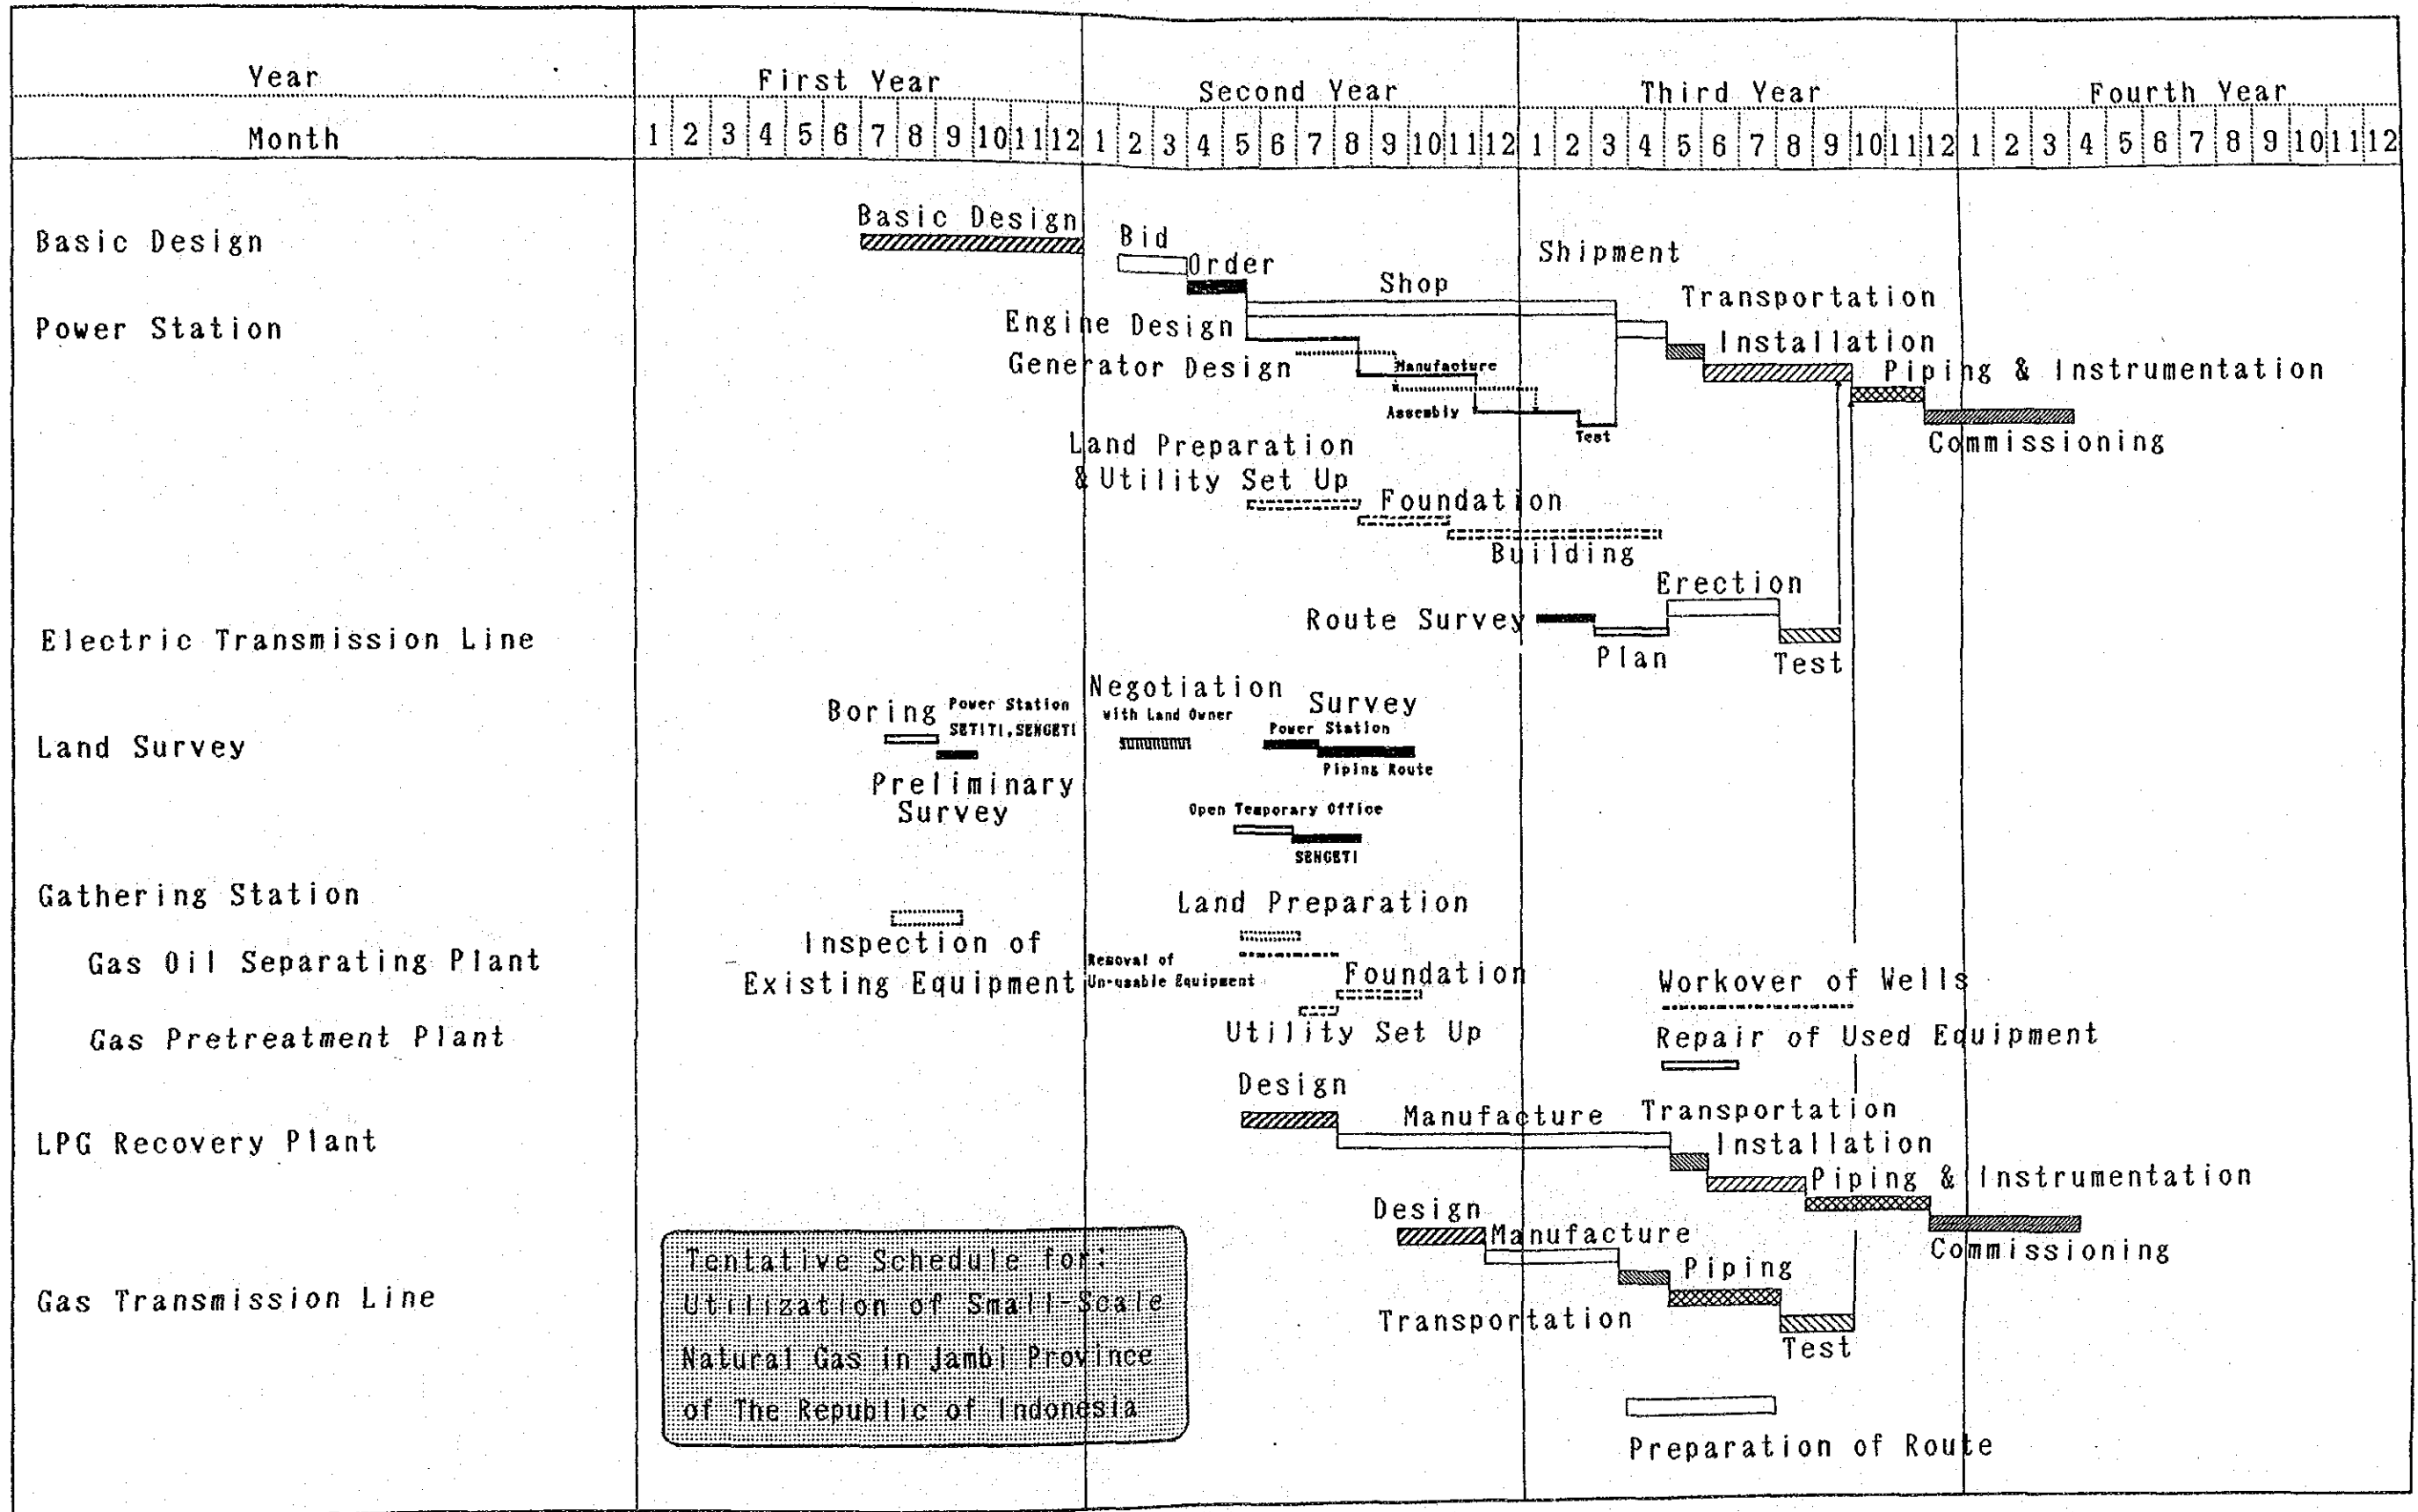 Year First Year Second Year Third Year Fourth Year
Month 1 2 3 4 5 6 7 8 9 10 11 12 1 2 3 4 5 6 7 8 9 10 11 12 1 2 3 4 5 6 7 8 9 10 11 12 1 2 3 4 5 6 7 8 9 10 11 12
Basic Design
Basic Design
Bid
Order
Shipment
Shop
Transportation
Power Station
Engine Design
Installation
Generator Design
Manufacture
Piping & Instrumentation
Assembly
Test
Commissioning
Land Preparation
& Utility Set Up
Foundation
Building
Erection
Electric Transmission Line
Route Survey
Plan
Test
Land Survey
Boring
Power Station
SETITI, SENGETI
Preliminary
Survey
Negotiation
with Land Owner
Survey
Power Station
Piping Route
Open Temporary Office
SENGETI
Gathering Station
Land Preparation
Inspection of
Existing Equipment
Gas Oil Separating Plant
Removal of
Un-usable Equipment
Foundation
Workover of Wells
Gas Pretreatment Plant
Utility Set Up
Repair of Used Equipment
Design
LPG Recovery Plant
Manufacture
Transportation
Installation
Piping & Instrumentation
Commissioning
Design
Manufacture
Gas Transmission Line
Piping
Transportation
Test
Preparation of Route
Tentative Schedule for:
Utilization of Small-Scale
Natural Gas in Jambi Province
of The Republic of Indonesia